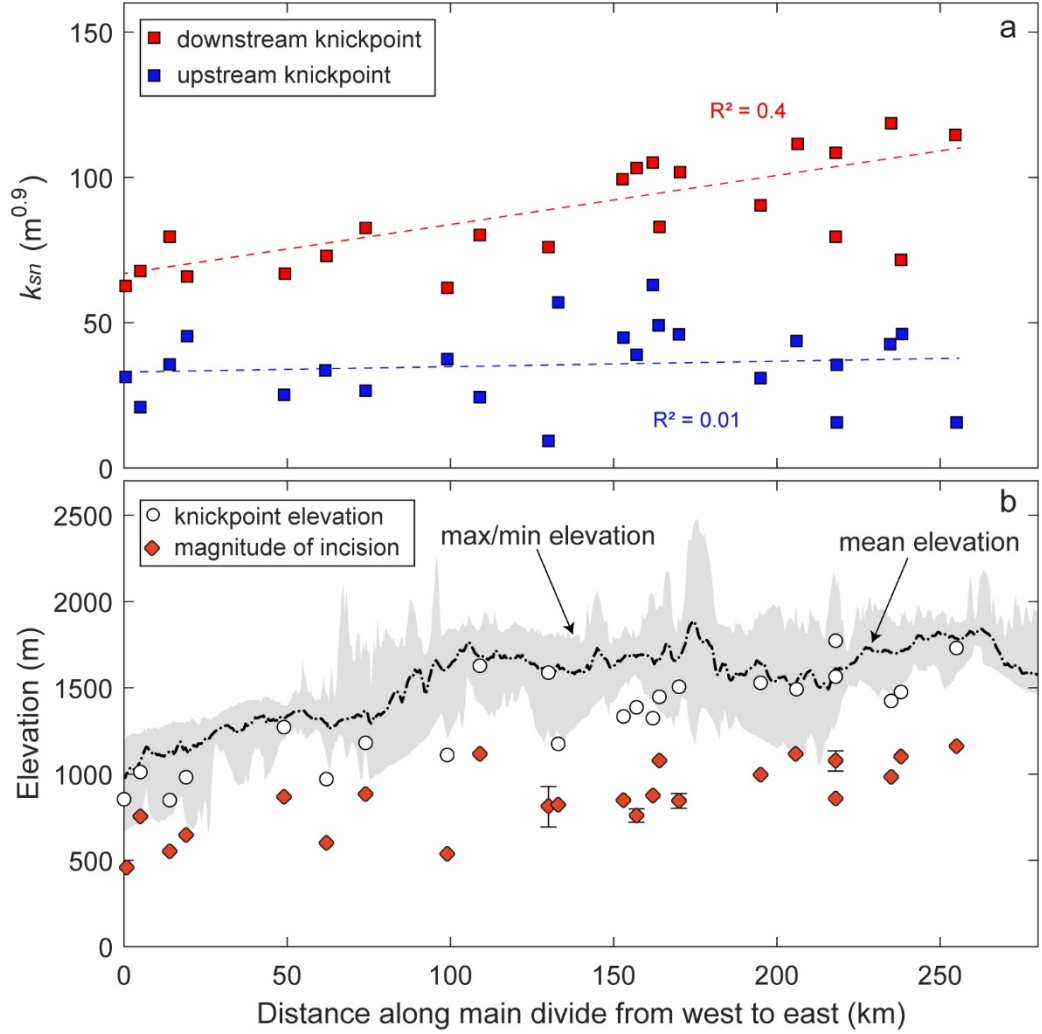 a
150
100
50
0
k_sn (m^0.9)
downstream knickpoint
upstream knickpoint
R² = 0.4
R² = 0.01
b
2500
2000
1500
1000
500
0
Elevation (m)
knickpoint elevation
magnitude of incision
max/min elevation
mean elevation
0 50 100 150 200 250
Distance along main divide from west to east (km)